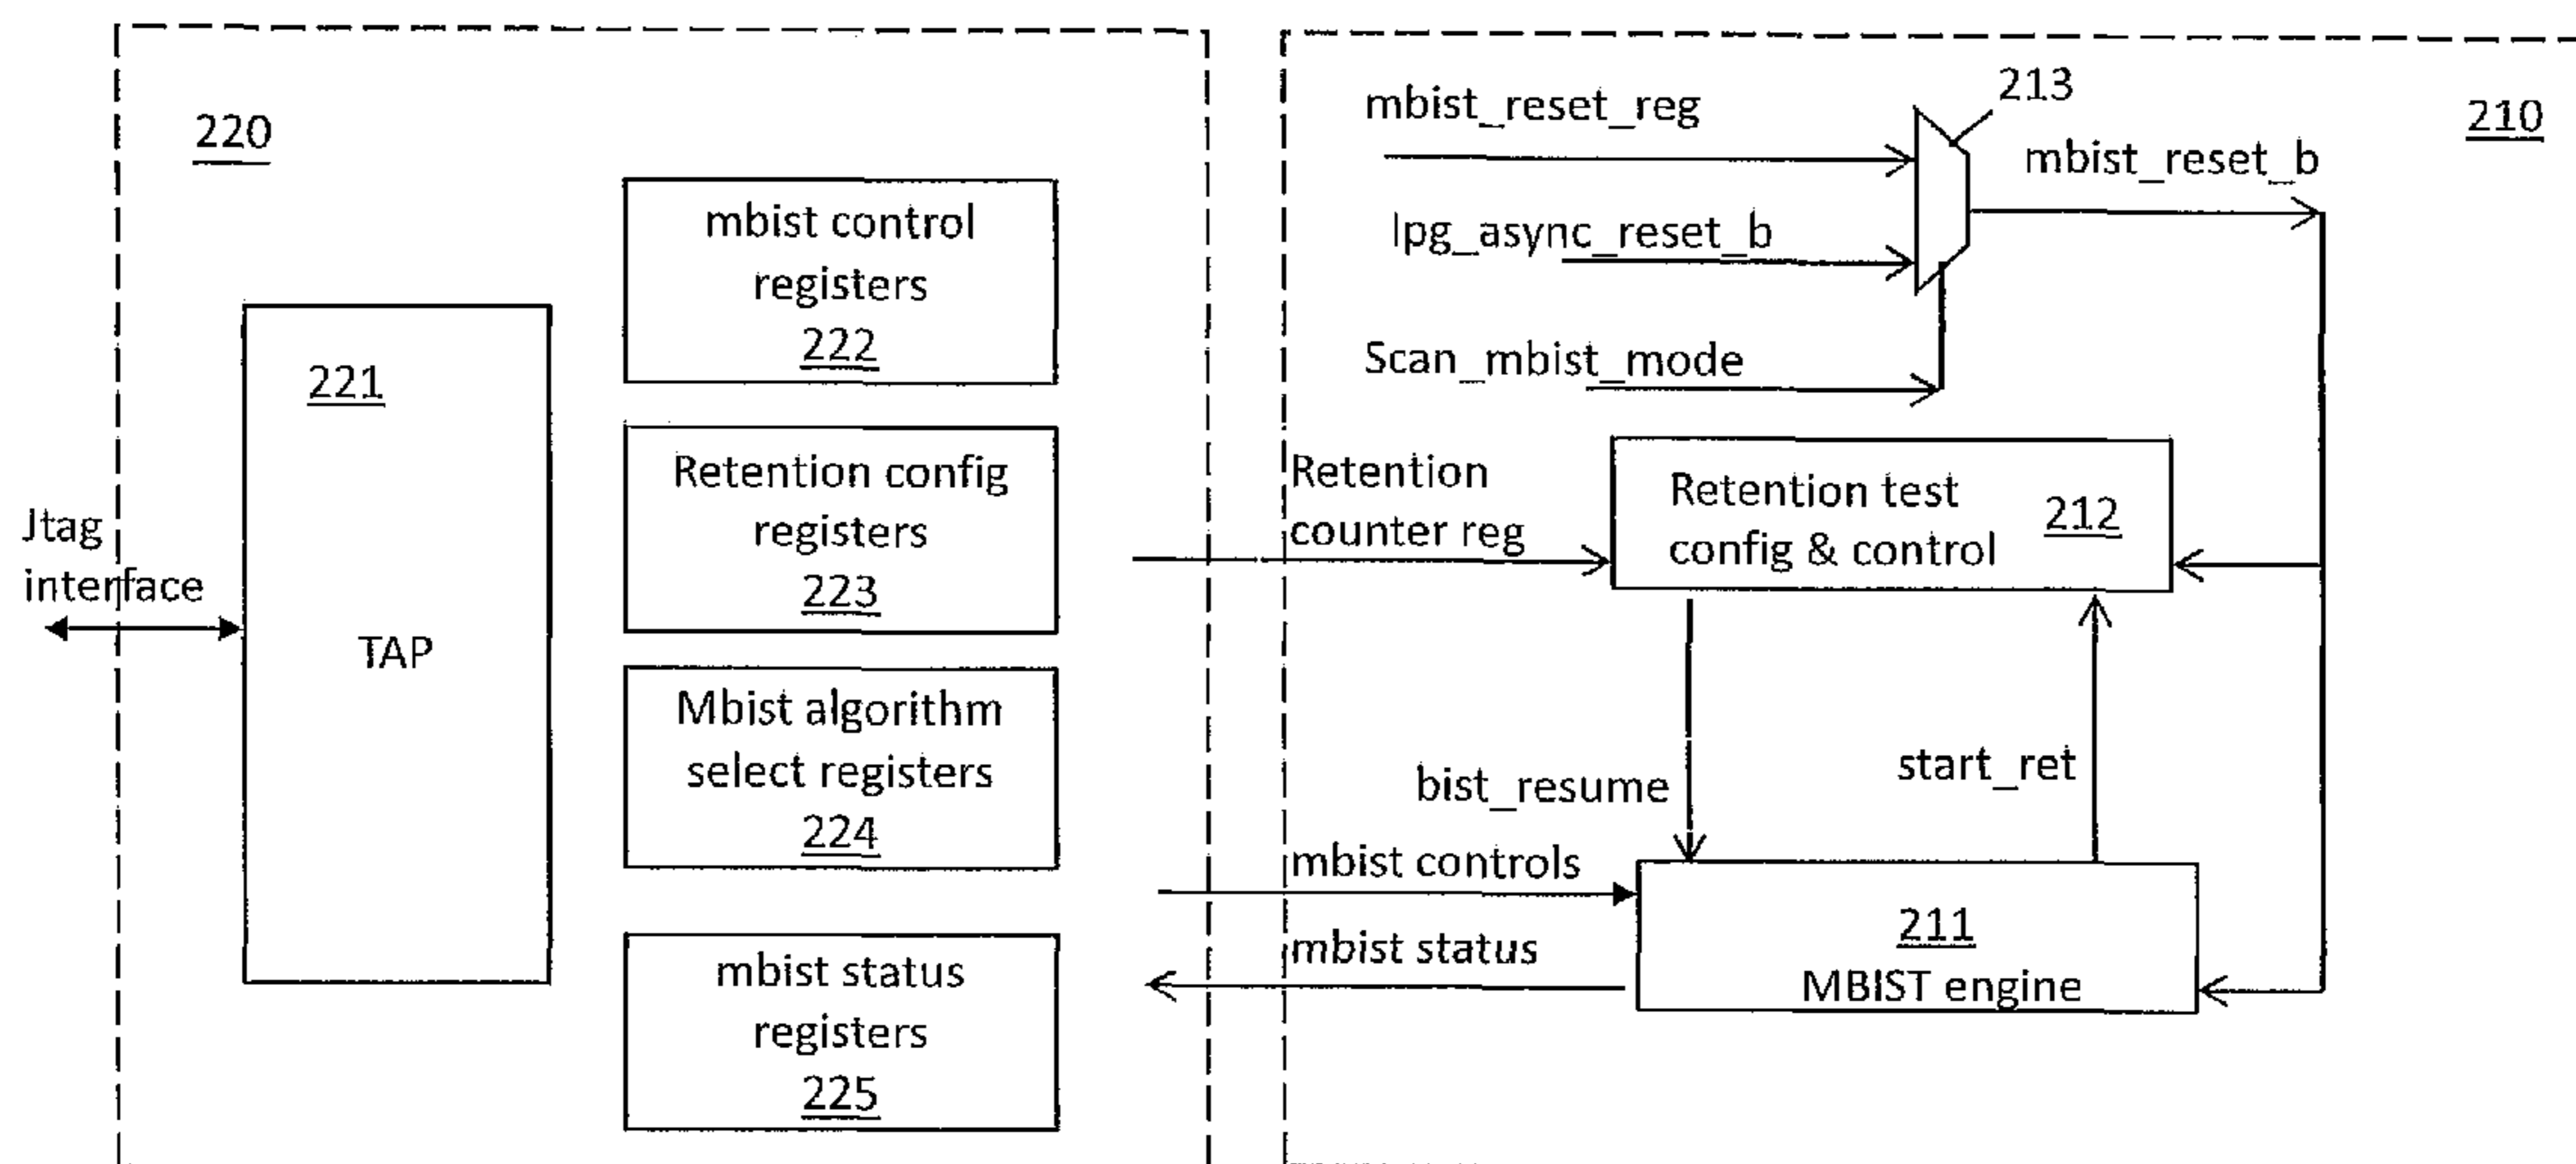 220
221
TAP
Jtag
interface
mbist control
registers
222
Retention config
registers
223
Mbist algorithm
select registers
224
mbist status
registers
225
210
213
mbist_reset_reg
mbist_reset_b
lpg_async_reset_b
Scan_mbist_mode
Retention
counter reg
Retention test
config & control
212
bist_resume
start_ret
mbist controls
mbist status
211
MBIST engine